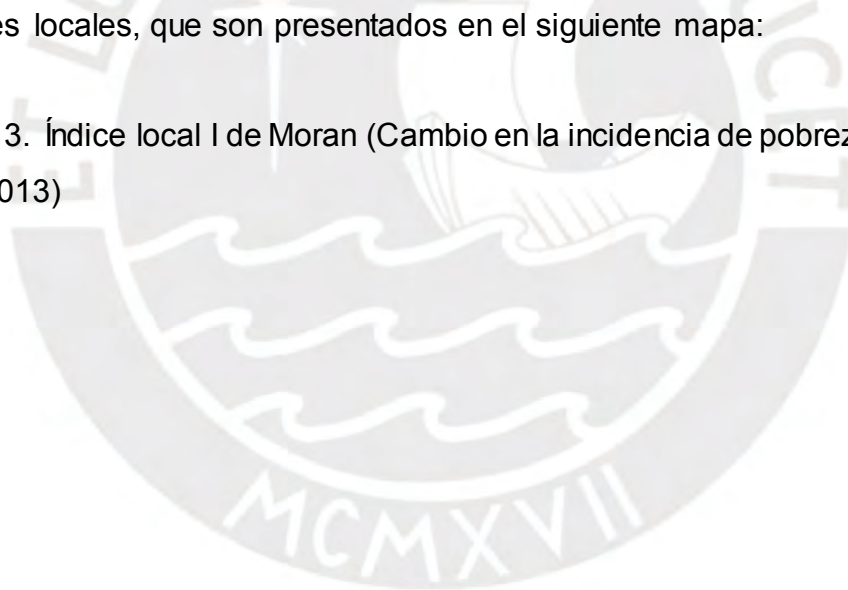 es locales, que son presentados en el siguiente mapa:
3. Índice local I de Moran (Cambio en la incidencia de pobrez
013)
MCMXVII